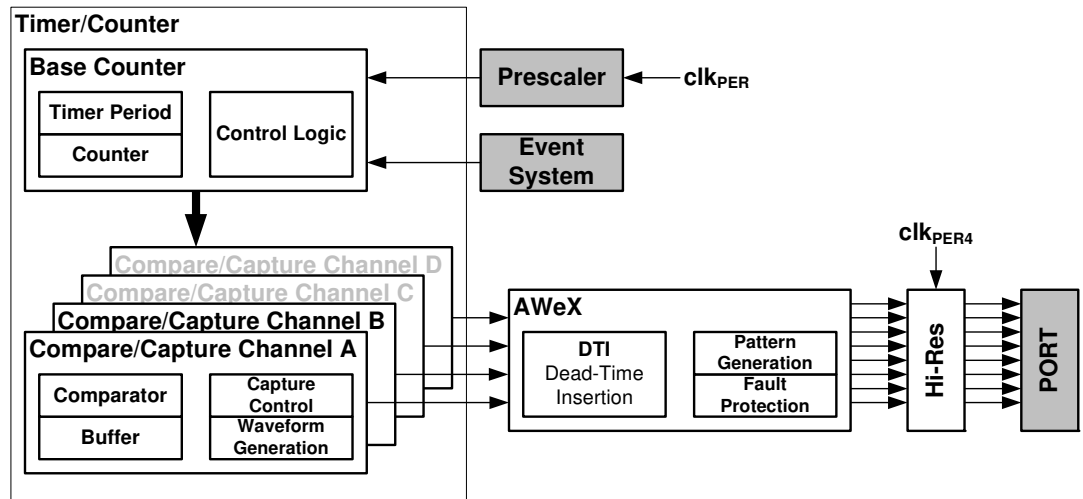 Timer/Counter
Base Counter
Timer Period
Counter
Control Logic
Prescaler
clkPER
Event
System
Compare/Capture Channel D
Compare/Capture Channel C
Compare/Capture Channel B
Compare/Capture Channel A
Comparator
Buffer
Capture
Control
Waveform
Generation
AWeX
DTI
Dead-Time
Insertion
Pattern
Generation
Fault
Protection
clkPER4
Hi-Res
PORT